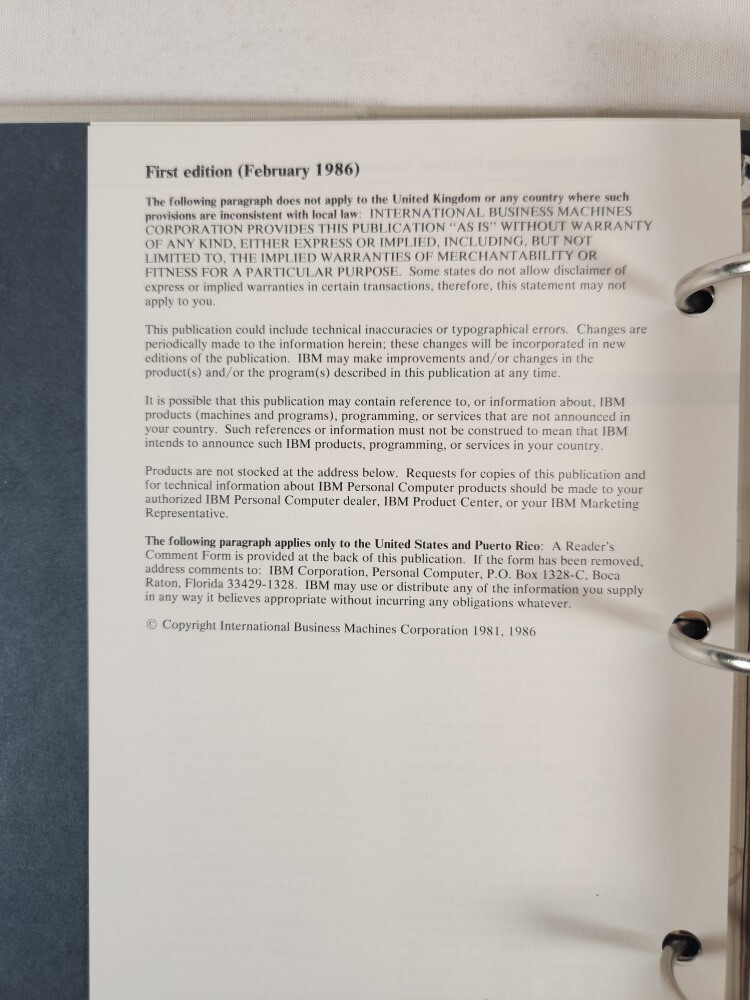 First edition (February 1986)
The following paragraph does not apply to the United Kingdom or any country where such
provisions are inconsistent with local law: INTERNATIONAL BUSINESS MACHINES
CORPORATION PROVIDES THIS PUBLICATION “AS IS” WITHOUT WARRANTY
OF ANY KIND, EITHER EXPRESS OR IMPLIED, INCLUDING, BUT NOT
LIMITED TO, THE IMPLIED WARRANTIES OF MERCHANTABILITY OR
FITNESS FOR A PARTICULAR PURPOSE. Some states do not allow disclaimer of
express or implied warranties in certain transactions, therefore, this statement may not
apply to you.
This publication could include technical inaccuracies or typographical errors. Changes are
periodically made to the information herein; these changes will be incorporated in new
editions of the publication. IBM may make improvements and/or changes in the
product(s) and/or the program(s) described in this publication at any time.
It is possible that this publication may contain reference to, or information about, IBM
products (machines and programs), programming, or services that are not announced in
your country. Such references or information must not be construed to mean that IBM
intends to announce such IBM products, programming, or services in your country.
Products are not stocked at the address below. Requests for copies of this publication and
for technical information about IBM Personal Computer products should be made to your
authorized IBM Personal Computer dealer, IBM Product Center, or your IBM Marketing
Representative.
The following paragraph applies only to the United States and Puerto Rico: A Reader’s
Comment Form is provided at the back of this publication. If the form has been removed,
address comments to: IBM Corporation, Personal Computer, P.O. Box 1328-C, Boca
Raton, Florida 33429-1328. IBM may use or distribute any of the information you supply
in any way it believes appropriate without incurring any obligations whatever.
© Copyright International Business Machines Corporation 1981, 1986